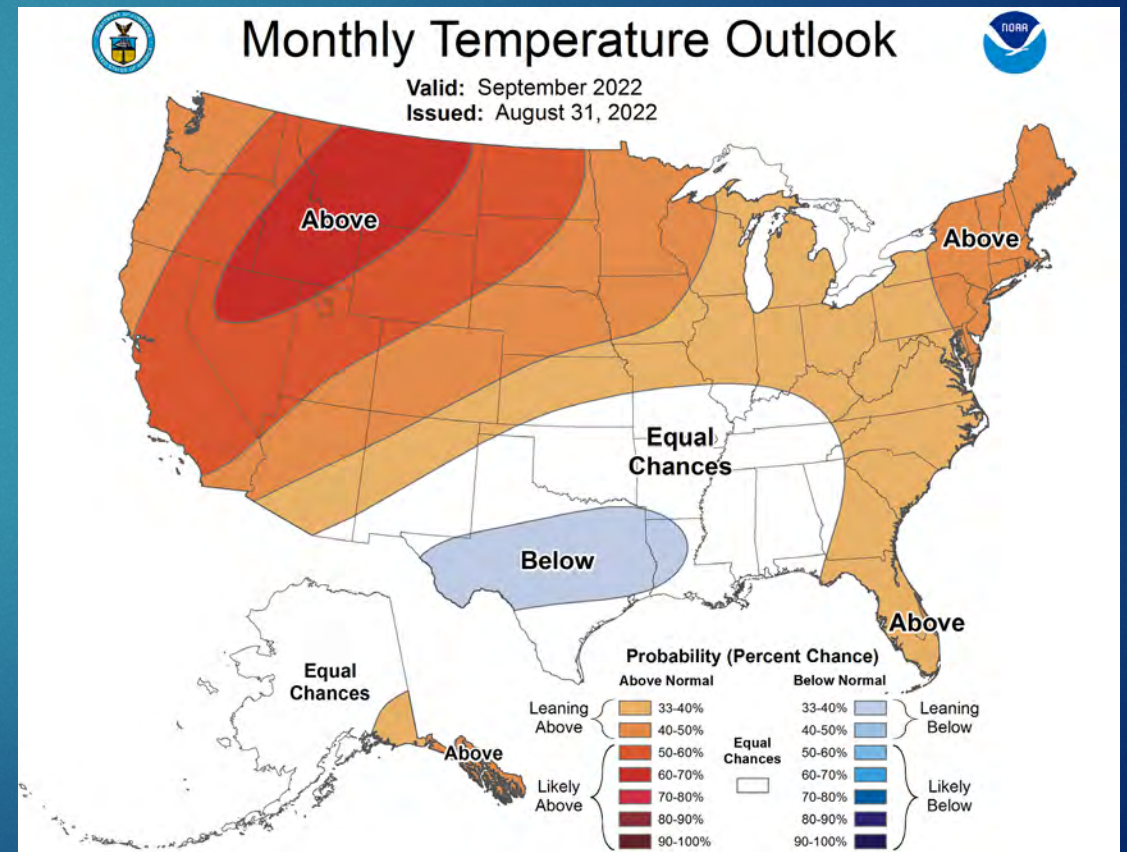 Monthly Temperature Outlook
NOAA
Valid: September 2022
Issued: August 31, 2022
Above
Above
Equal
Chances
Below
Above
Equal
Chances
Above
Probability (Percent Chance)
Above Normal
Below Normal
Leaning
Above
33-40%
40-50%
50-60%
60-70%
70-80%
80-90%
90-100%
Likely
Above
Equal
Chances
33-40%
40-50%
50-60%
60-70%
70-80%
80-90%
90-100%
Leaning
Below
Likely
Below